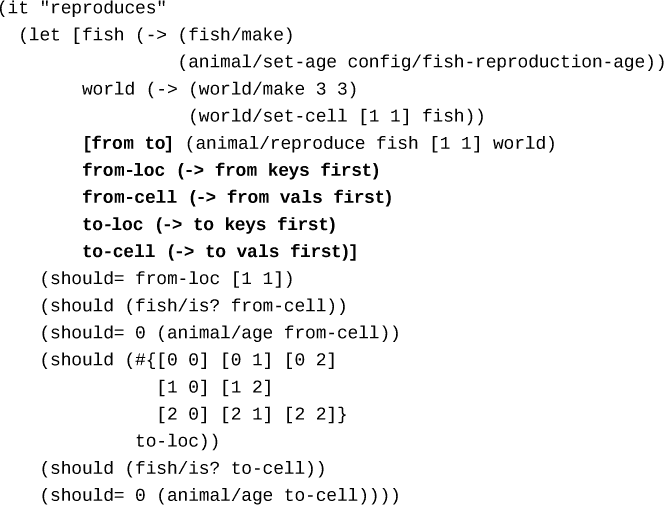 (it "reproduces"
  (let [fish (-> (fish/make)
                 (animal/set-age config/fish-reproduction-age))
        world (-> (world/make 3 3)
                  (world/set-cell [1 1] fish))
        [from to] (animal/reproduce fish [1 1] world)
        from-loc (-> from keys first)
        from-cell (-> from vals first)
        to-loc (-> to keys first)
        to-cell (-> to vals first)]
    (should= from-loc [1 1])
    (should (fish/is? from-cell))
    (should= 0 (animal/age from-cell))
    (should (#{[0 0] [0 1] [0 2]
               [1 0] [1 2]
               [2 0] [2 1] [2 2]}
             to-loc))
    (should (fish/is? to-cell))
    (should= 0 (animal/age to-cell))))